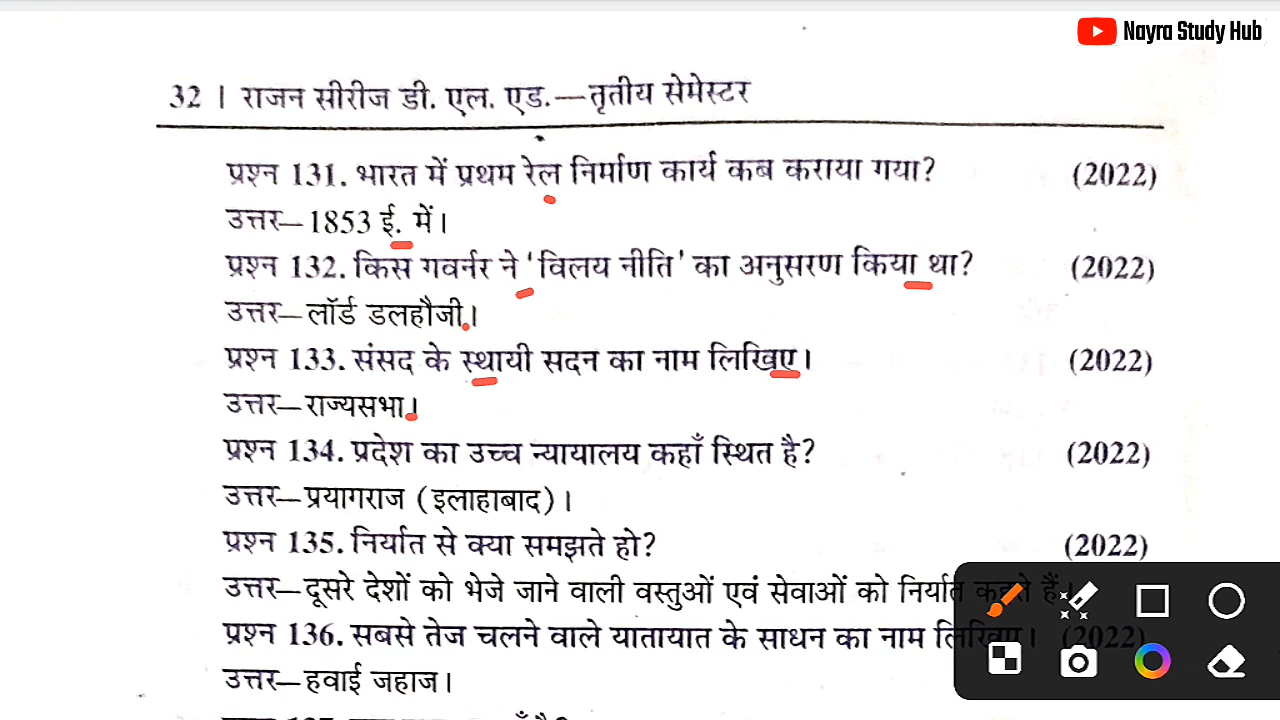 Nayra Study Hub
32 । राजन सीरीज डी. एल. एड.—तृतीय सेमेस्टर
प्रश्न 131. भारत में प्रथम रेल निर्माण कार्य कब कराया गया? (2022)
उत्तर—1853 ई. में।
प्रश्न 132. किस गवर्नर ने 'विलय नीति' का अनुसरण किया था? (2022)
उत्तर—लॉर्ड डलहौजी।
प्रश्न 133. संसद के स्थायी सदन का नाम लिखिए। (2022)
उत्तर—राज्यसभा।
प्रश्न 134. प्रदेश का उच्च न्यायालय कहाँ स्थित है? (2022)
उत्तर—प्रयागराज (इलाहाबाद)।
प्रश्न 135. निर्यात से क्या समझते हो? (2022)
उत्तर—दूसरे देशों को भेजे जाने वाली वस्तुओं एवं सेवाओं को निर्यात कहते हैं।
प्रश्न 136. सबसे तेज चलने वाले यातायात के साधन का नाम लिखिए। (2022)
उत्तर—हवाई जहाज।